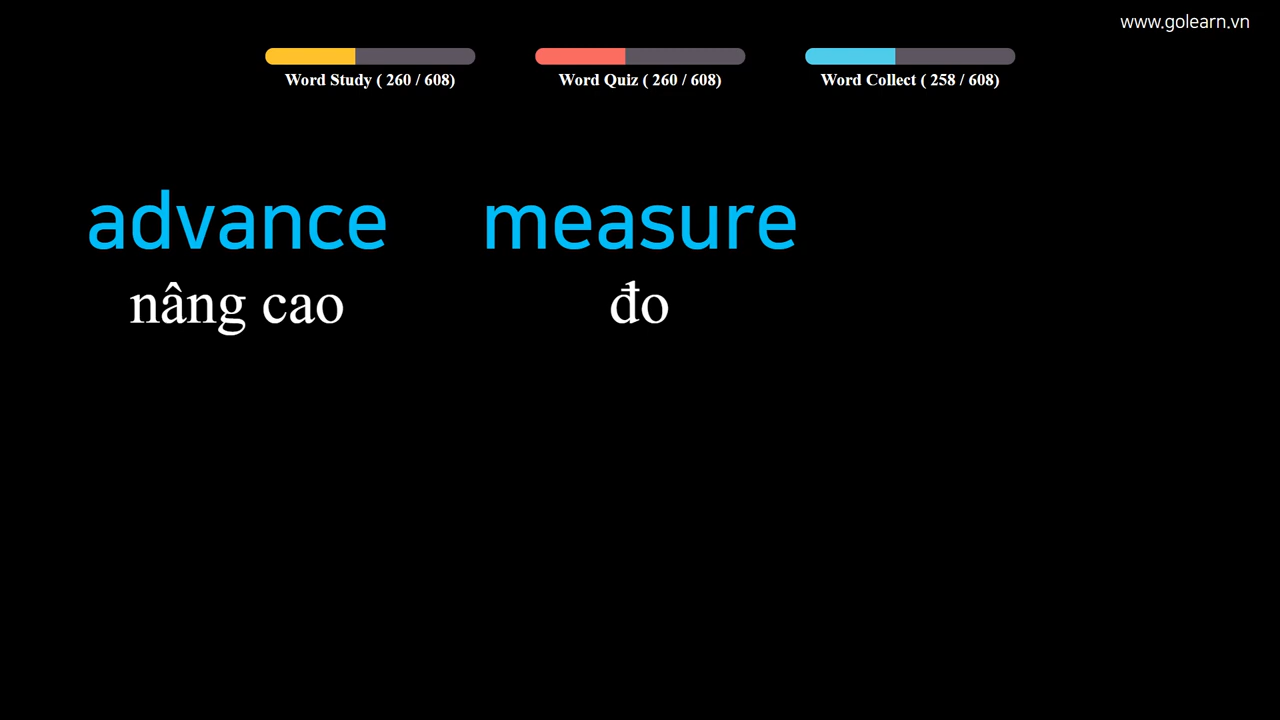 www.golearn.vn
Word Study ( 260 / 608)
Word Quiz ( 260 / 608)
Word Collect ( 258 / 608)
advance
measure
nâng cao
đo